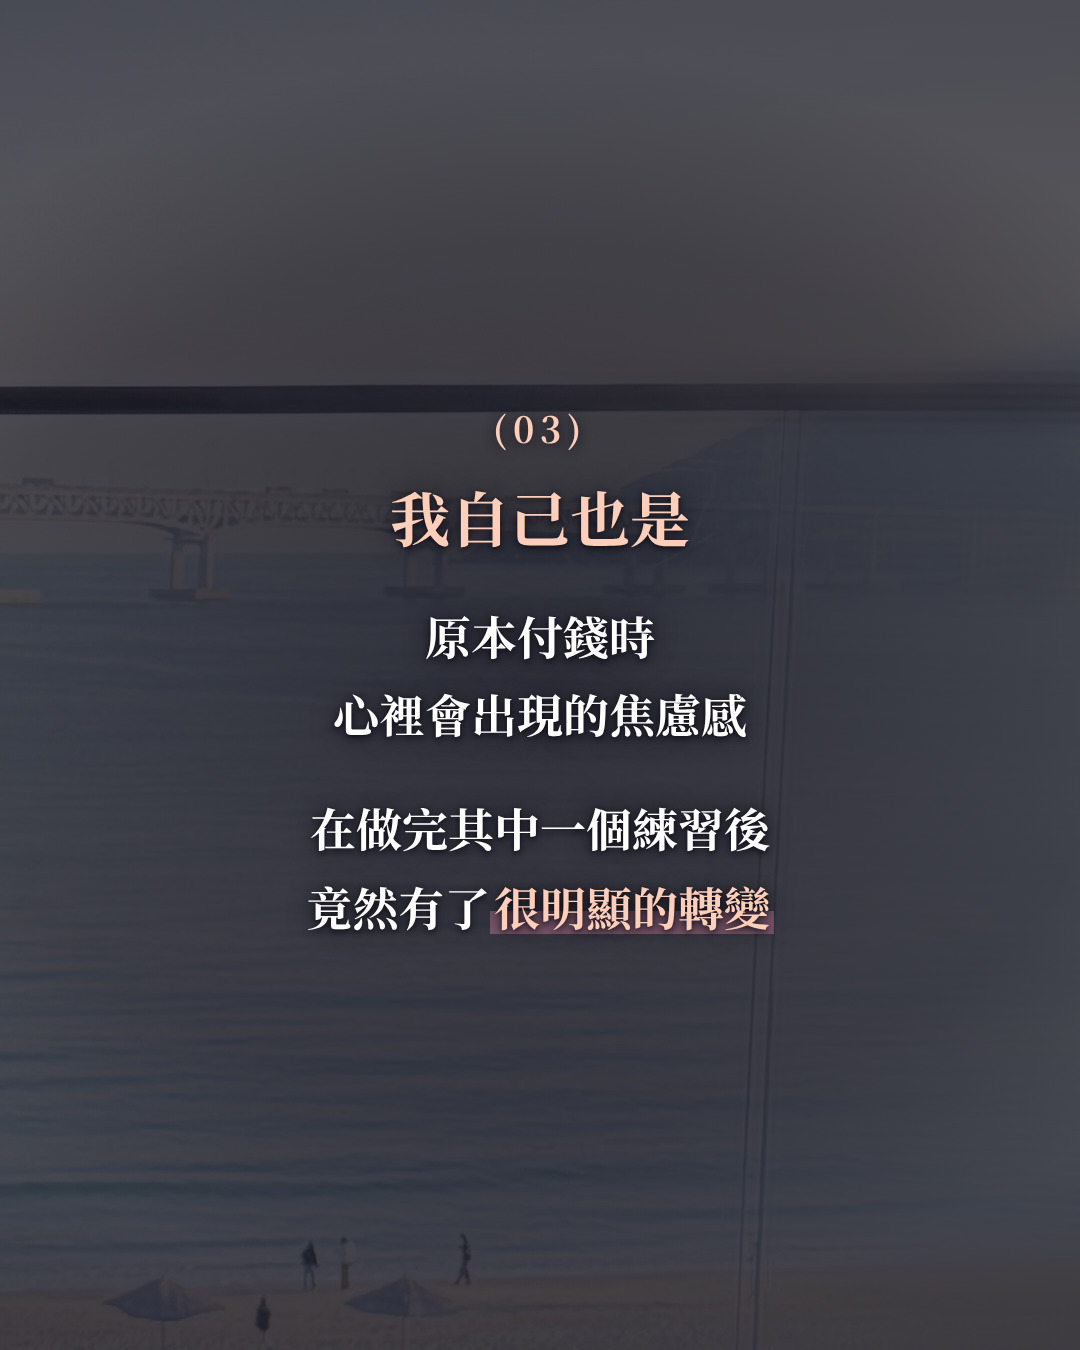 (03)
我自己也是
原本付錢時
心裡會出現的焦慮感
在做完其中一個練習後
竟然有了很明顯的轉變